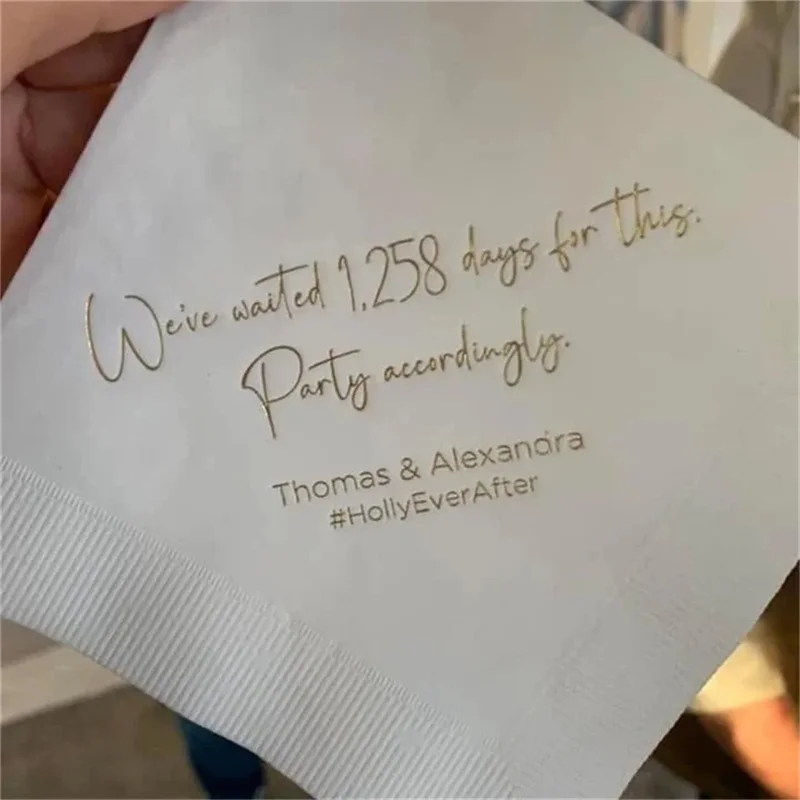 We've waited 1,258 days for this.
Party accordingly.
Thomas & Alexandra
#HollyEverAfter